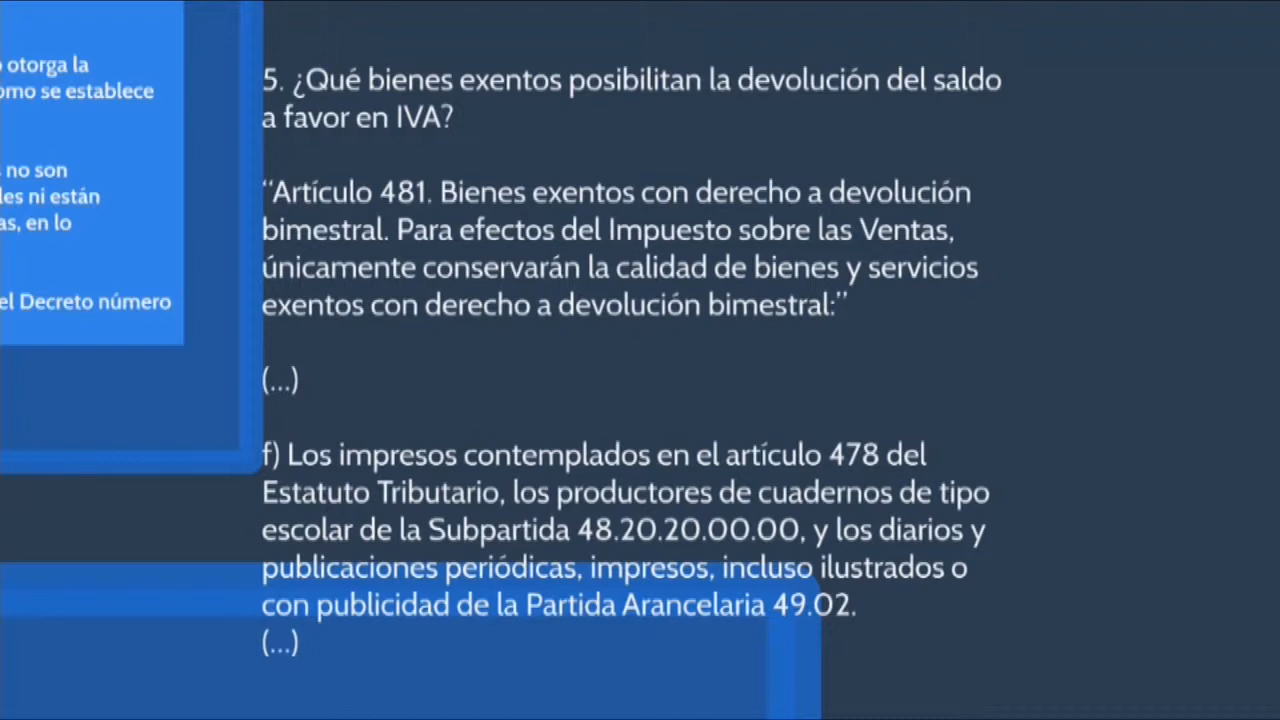 otorga la
omo se establece
no son
les ni están
as, en lo
el Decreto número
5. ¿Qué bienes exentos posibilitan la devolución del saldo
a favor en IVA?
“Artículo 481. Bienes exentos con derecho a devolución
bimestral. Para efectos del Impuesto sobre las Ventas,
únicamente conservarán la calidad de bienes y servicios
exentos con derecho a devolución bimestral:”
(...)
f) Los impresos contemplados en el artículo 478 del
Estatuto Tributario, los productores de cuadernos de tipo
escolar de la Subpartida 48.20.20.00.00, y los diarios y
publicaciones periódicas, impresos, incluso ilustrados o
con publicidad de la Partida Arancelaria 49.02.
(...)